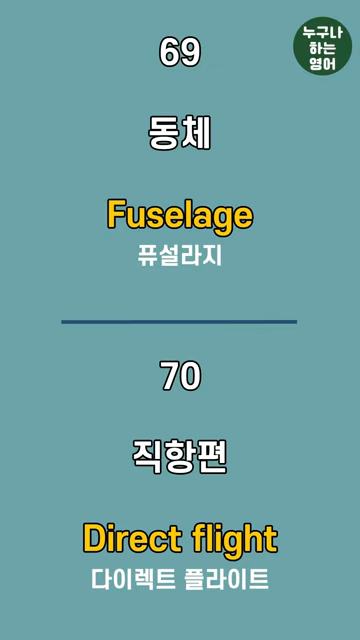 누구나
하는
영어
69
동체
Fuselage
퓨설라지
70
직항편
Direct flight
다이렉트 플라이트